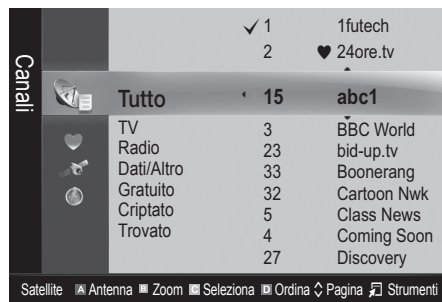 Canali
✓ 1 1futech
2 ♥ 24ore.tv
Tutto 15 abc1
TV 3 BBC World
Radio 23 bid-up.tv
Dati/Altro 33 Boonerang
Gratuito 32 Cartoon Nwk
Criptato 5 Class News
Trovato 4 Coming Soon
27 Discovery
Satellite A Antenna B Zoom C Seleziona D Ordina Pagina Strumenti